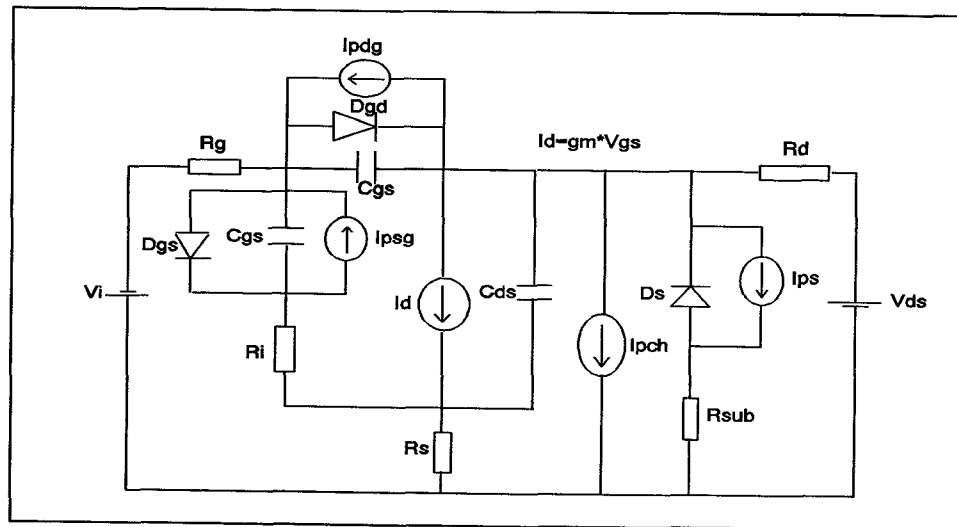 Ipdg
Dgd
Id=gm*Vgs
Rg
Rd
Cgs
Dgs
Cgs
Ipsg
Vi
Id
Cds
Ds
Ips
Vds
Ri
Ipch
Rs
Rsub